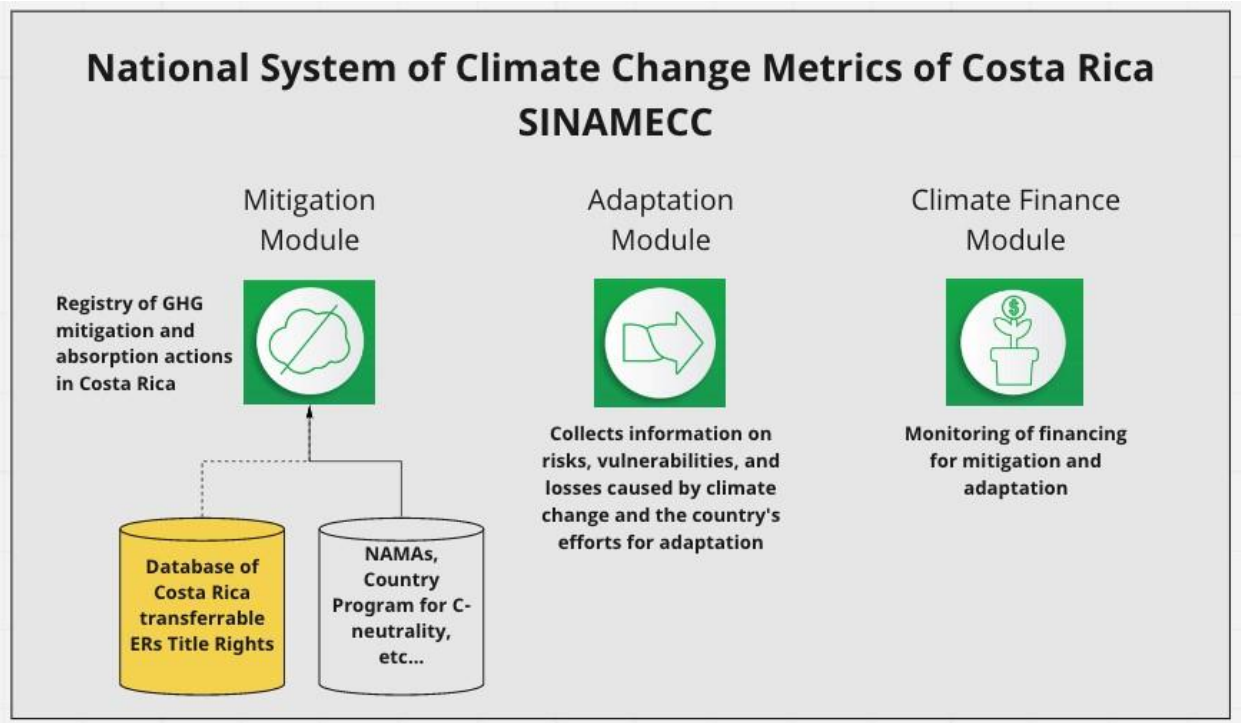 National System of Climate Change Metrics of Costa Rica
SINAMECC
Mitigation
Module
Registry of GHG
mitigation and
absorption actions
in Costa Rica
Database of
Costa Rica
transferrable
ERs Title Rights
NAMAs,
Country
Program for C-
neutrality,
etc...
Adaptation
Module
Collects information on
risks, vulnerabilities, and
losses caused by climate
change and the country's
efforts for adaptation
Climate Finance
Module
$
Monitoring of financing
for mitigation and
adaptation